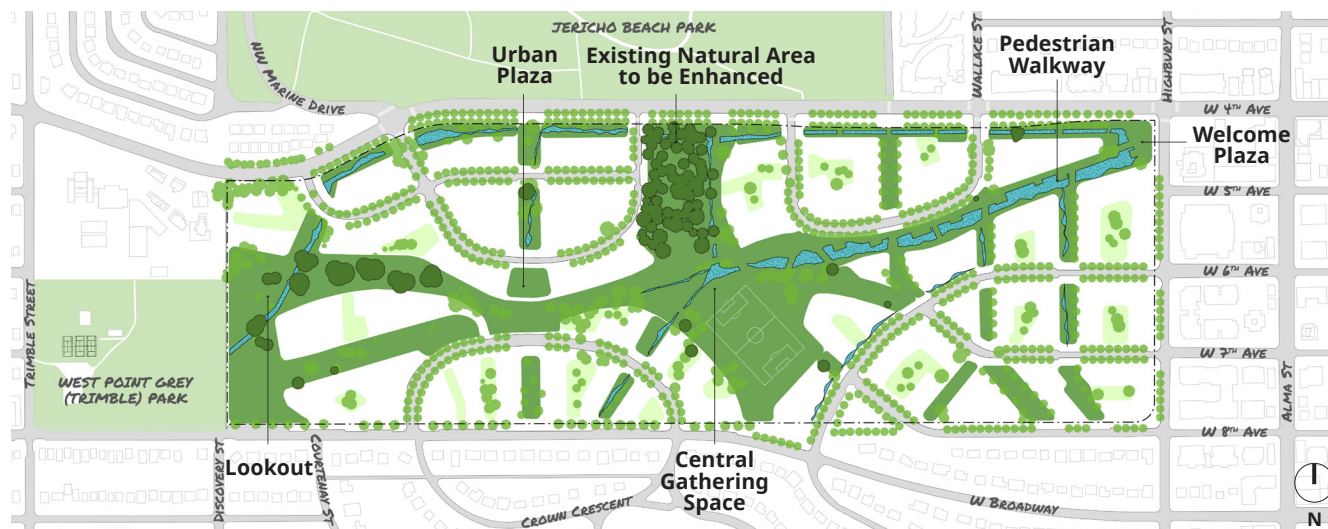 JERICHO BEACH PARK
NW MARINE DRIVE
Urban
Plaza
Existing Natural Area
to be Enhanced
WALLACE ST
Pedestrian
Walkway
HIGHBURY ST
W 4TH AVE
Welcome
Plaza
W 5TH AVE
W 6TH AVE
TRIMBLE STREET
WEST POINT GREY
(TRIMBLE) PARK
W 7TH AVE
ALMA ST
W 8TH AVE
DISCOVERY ST
Lookout
COURTENAY ST
Central
Gathering
Space
CROWN CRESCENT
W BROADWAY
N